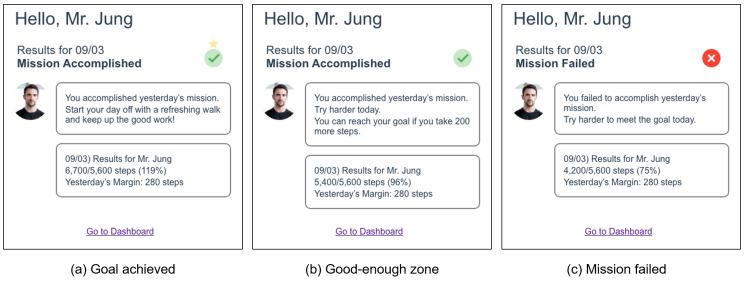 Hello, Mr. Jung
Results for 09/03
Mission Accomplished
You accomplished yesterday's mission.
Start your day off with a refreshing walk
and keep up the good work!
09/03) Results for Mr. Jung
6,700/5,600 steps (119%)
Yesterday's Margin: 280 steps
Go to Dashboard
(a) Goal achieved
Hello, Mr. Jung
Results for 09/03
Mission Accomplished
You accomplished yesterday's mission.
Try harder today.
You can reach your goal if you take 200
more steps.
09/03) Results for Mr. Jung
5,400/5,600 steps (96%)
Yesterday's Margin: 280 steps
Go to Dashboard
(b) Good-enough zone
Hello, Mr. Jung
Results for 09/03
Mission Failed
You failed to accomplish yesterday's
mission.
Try harder to meet the goal today.
09/03) Results for Mr. Jung
4,200/5,600 steps (75%)
Yesterday's Margin: 280 steps
Go to Dashboard
(c) Mission failed